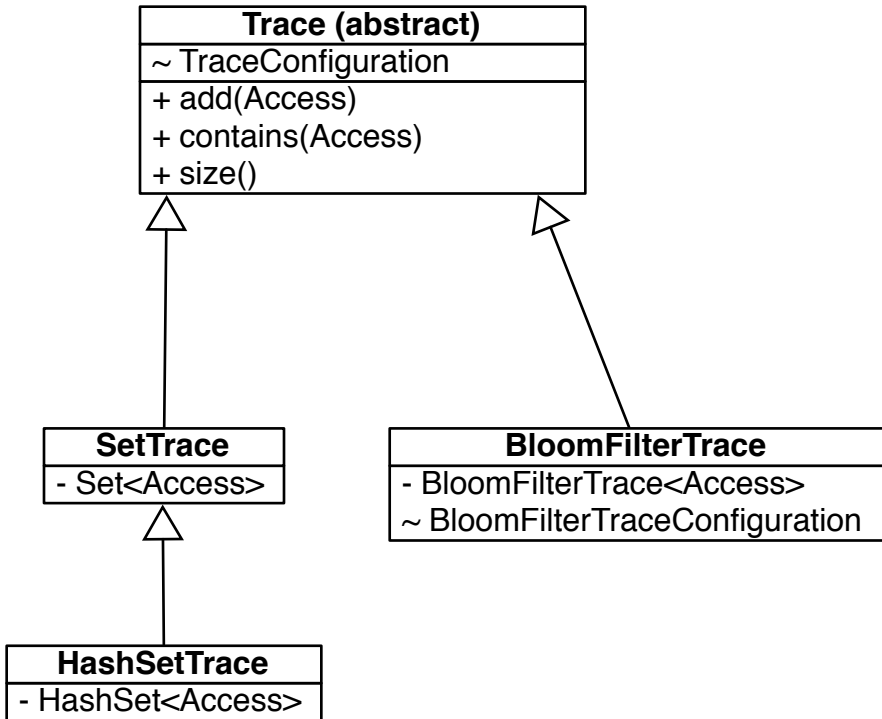 Trace (abstract)
~ TraceConfiguration
+ add(Access)
+ contains(Access)
+ size()
SetTrace
- Set<Access>
BloomFilterTrace
- BloomFilterTrace<Access>
~ BloomFilterTraceConfiguration
HashSetTrace
- HashSet<Access>